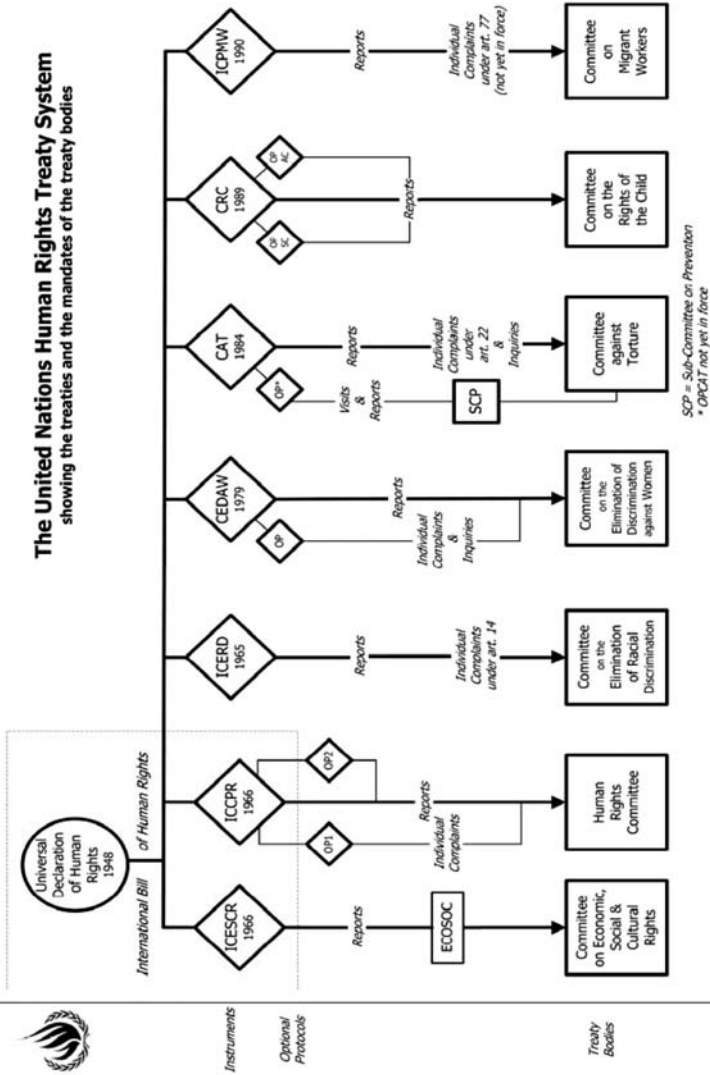 The United Nations Human Rights Treaty System
showing the treaties and the mandates of the treaty bodies
Universal
Declaration
of Human
Rights
1948
International Bill
of Human Rights
Instruments
ICESCR
1966
ICCPR
1966
ICERD
1965
CEDAW
1979
CAT
1984
CRC
1989
ICPMW
1990
Optional
Protocols
OP1
OP2
OP
OP*
OP
SC
OP
AC
Reports
ECOSOC
Reports
Individual
Complaints
Reports
Individual
Complaints
under art. 14
Reports
Individual
Complaints
&
Inquiries
Visits
&
Reports
SCP
Reports
Individual
Complaints
under
art. 22
&
Inquiries
Reports
Reports
Individual
Complaints
under art. 77
(not yet in force)
Treaty
Bodies
Committee
on Economic,
Social &
Cultural
Rights
Human
Rights
Committee
Committee
on the
Elimination
of Racial
Discrimination
Committee
on the
Elimination of
Discrimination
against Women
Committee
against
Torture
Committee
on the
Rights of
the Child
Committee
on
Migrant
Workers
SCP = Sub-Committee on Prevention
* OPCAT not yet in force